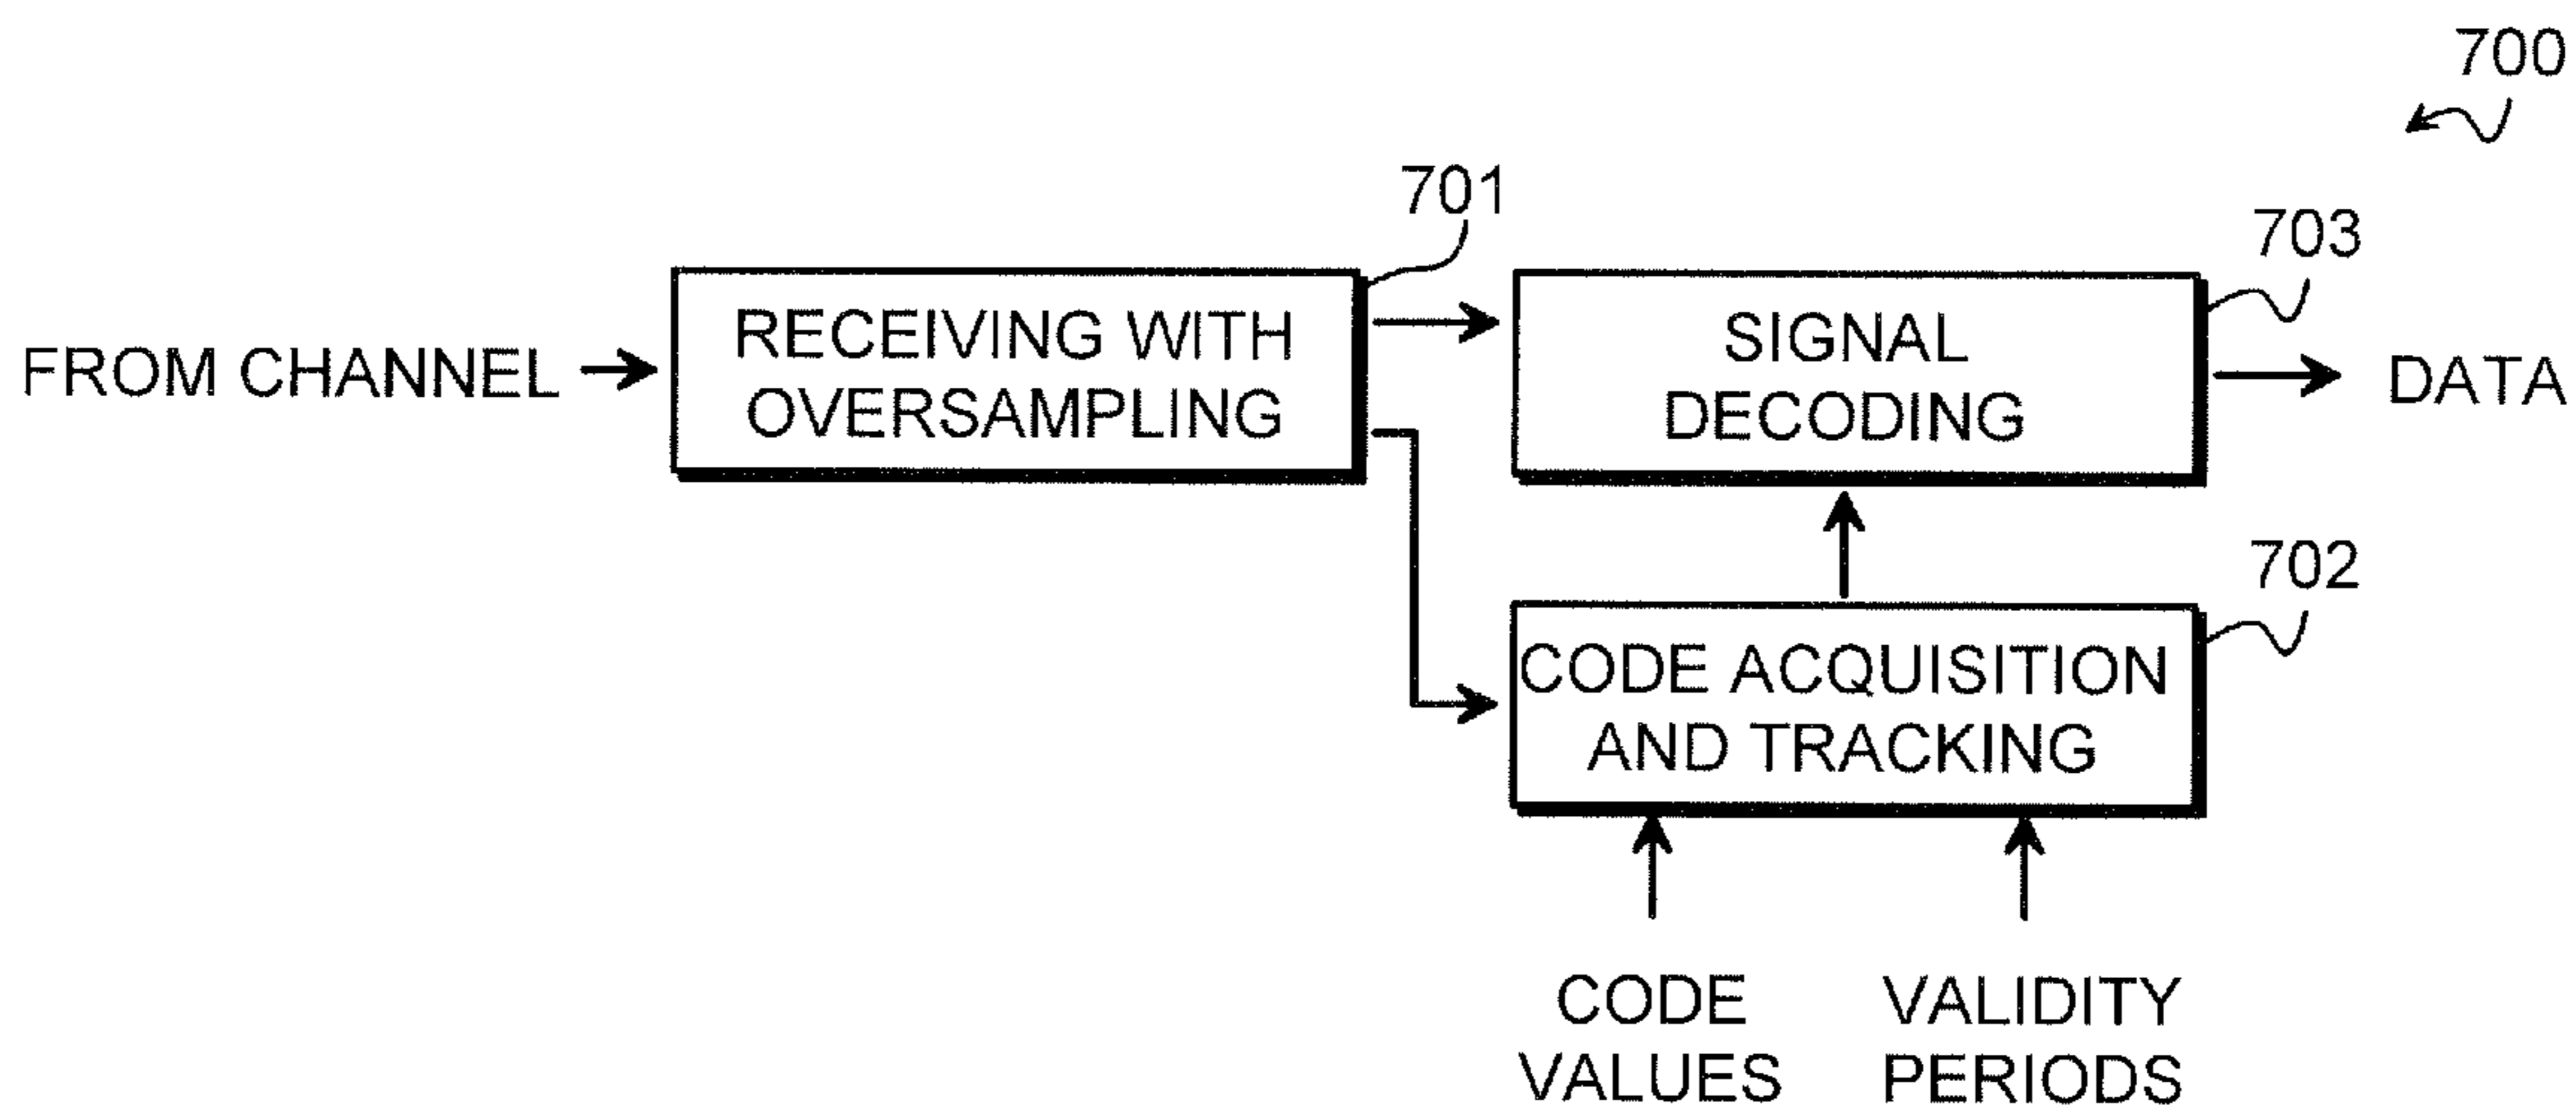 700
701
703
FROM CHANNEL
RECEIVING WITH
OVERSAMPLING
SIGNAL
DECODING
DATA
702
CODE ACQUISITION
AND TRACKING
CODE
VALUES
VALIDITY
PERIODS